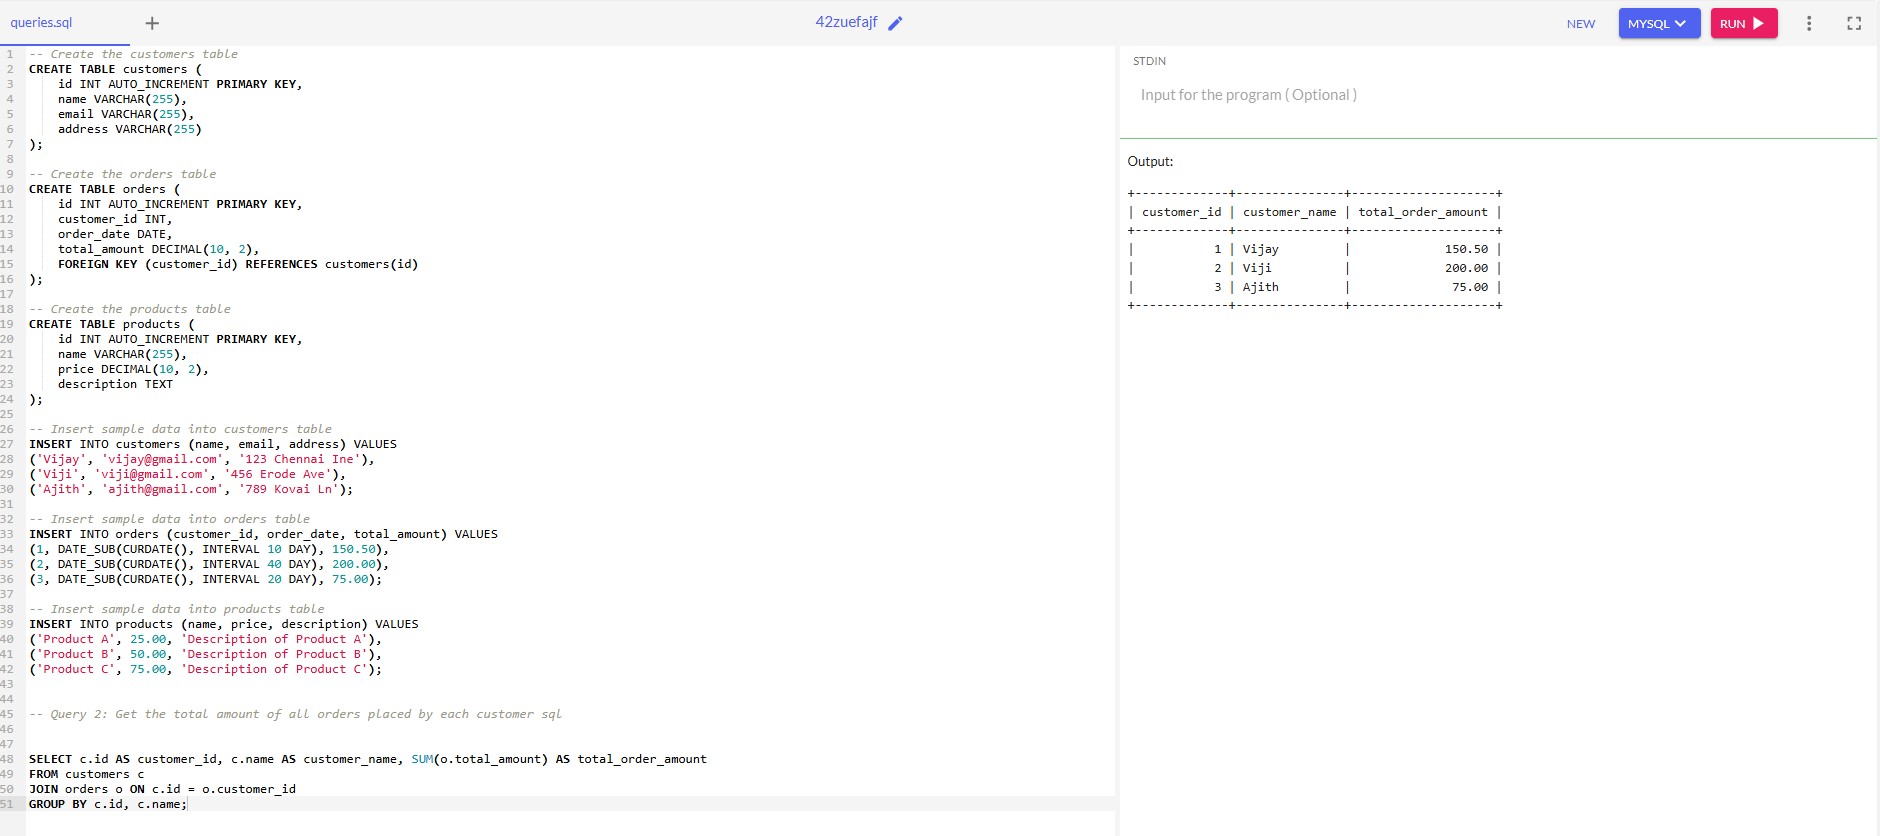 queries.sql
+
42zuefajf
NEW
MYSQL
RUN
1 -- Create the customers table
2 CREATE TABLE customers (
3     id INT AUTO_INCREMENT PRIMARY KEY,
4     name VARCHAR(255),
5     email VARCHAR(255),
6     address VARCHAR(255)
7 );
8
9 -- Create the orders table
10 CREATE TABLE orders (
11     id INT AUTO_INCREMENT PRIMARY KEY,
12     customer_id INT,
13     order_date DATE,
14     total_amount DECIMAL(10, 2),
15     FOREIGN KEY (customer_id) REFERENCES customers(id)
16 );
17
18 -- Create the products table
19 CREATE TABLE products (
20     id INT AUTO_INCREMENT PRIMARY KEY,
21     name VARCHAR(255),
22     price DECIMAL(10, 2),
23     description TEXT
24 );
25
26 -- Insert sample data into customers table
27 INSERT INTO customers (name, email, address) VALUES
28 ('Vijay', 'vijay@gmail.com', '123 Chennai Ine'),
29 ('Viji', 'viji@gmail.com', '456 Erode Ave'),
30 ('Ajith', 'ajith@gmail.com', '789 Kovai Ln');
31
32 -- Insert sample data into orders table
33 INSERT INTO orders (customer_id, order_date, total_amount) VALUES
34 (1, DATE_SUB(CURDATE(), INTERVAL 10 DAY), 150.50),
35 (2, DATE_SUB(CURDATE(), INTERVAL 40 DAY), 200.00),
36 (3, DATE_SUB(CURDATE(), INTERVAL 20 DAY), 75.00);
37
38 -- Insert sample data into products table
39 INSERT INTO products (name, price, description) VALUES
40 ('Product A', 25.00, 'Description of Product A'),
41 ('Product B', 50.00, 'Description of Product B'),
42 ('Product C', 75.00, 'Description of Product C');
43
44
45 -- Query 2: Get the total amount of all orders placed by each customer sql
46
47
48 SELECT c.id AS customer_id, c.name AS customer_name, SUM(o.total_amount) AS total_order_amount
49 FROM customers c
50 JOIN orders o ON c.id = o.customer_id
51 GROUP BY c.id, c.name;
STDIN
Input for the program ( Optional )
Output:
+-------------+---------------+--------------------+
| customer_id | customer_name | total_order_amount |
+-------------+---------------+--------------------+
|           1 | Vijay         |             150.50 |
|           2 | Viji          |             200.00 |
|           3 | Ajith         |              75.00 |
+-------------+---------------+--------------------+